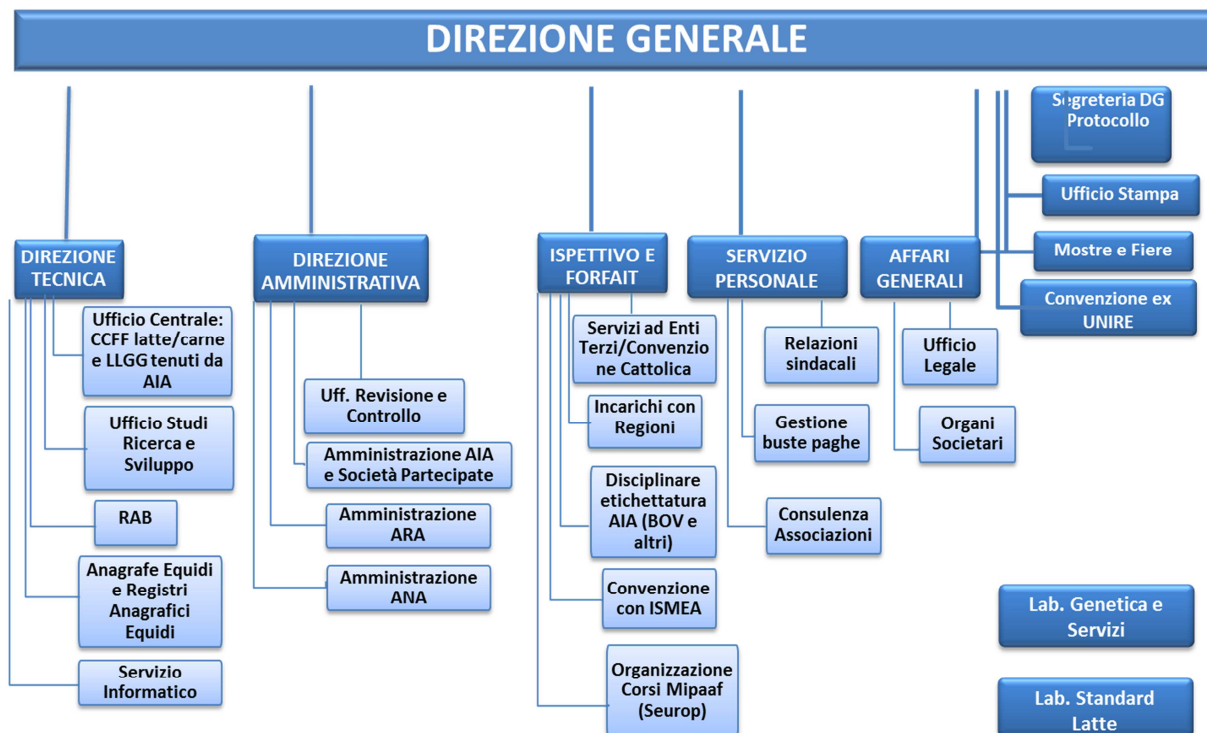 DIREZIONE GENERALE
Segreteria DG
Protocollo
Ufficio Stampa
Mostre e Fiere
Convenzione ex
UNIRE
DIREZIONE
TECNICA
Ufficio Centrale:
CCFF latte/carne
e LLGG tenuti da
AIA
Ufficio Studi
Ricerca e
Sviluppo
RAB
Anagrafe Equidi
e Registri
Anagrafici
Equidi
Servizio
Informatico
DIREZIONE
AMMINISTRATIVA
Uff. Revisione e
Controllo
Amministrazione AIA
e Società Partecipate
Amministrazione
ARA
Amministrazione
ANA
ISPETTIVO E
FORFAIT
Servizi ad Enti
Terzi/Convenzio
ne Cattolica
Incarichi con
Regioni
Disciplinare
etichettatura
AIA (BOV e
altri)
Convenzione
con ISMEA
Organizzazione
Corsi Mipaaf
(Seurop)
SERVIZIO
PERSONALE
Relazioni
sindacali
Gestione
buste paghe
Consulenza
Associazioni
AFFARI
GENERALI
Ufficio
Legale
Organi
Societari
Lab. Genetica e
Servizi
Lab. Standard
Latte